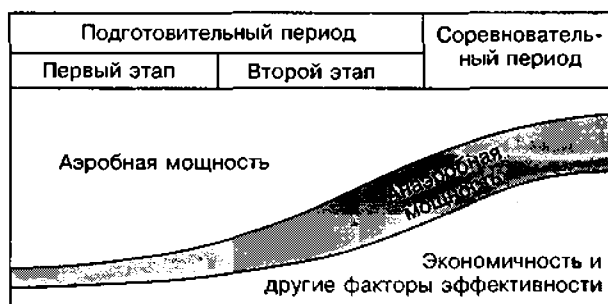 Подготовительный период
Соревнователь-
ный период
Первый этап
Второй этап
Аэробная мощность
Анаэробная
мощность
Экономичность и
другие факторы эффективности